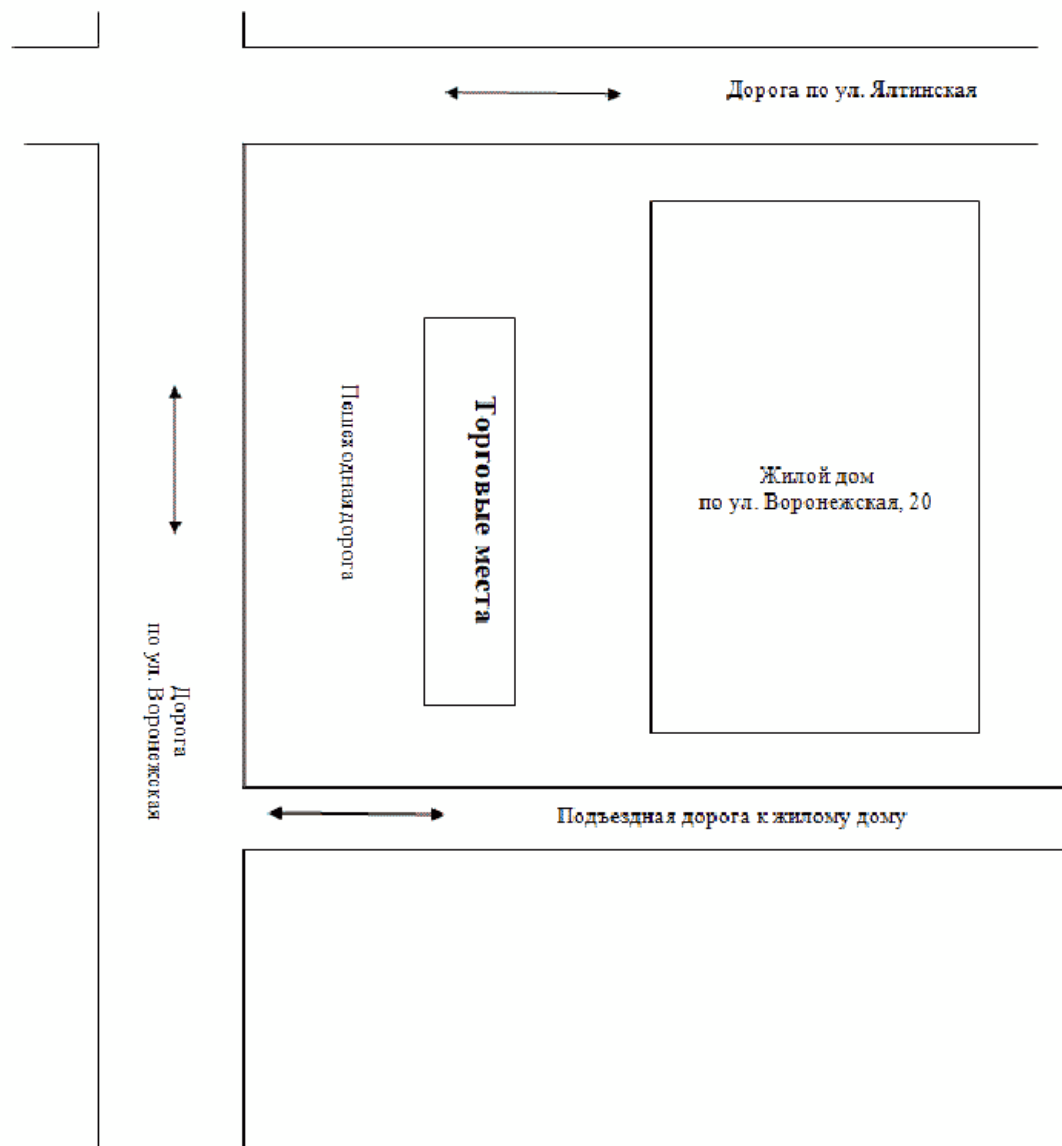 Дорога по ул. Ялтинская
Пешеходная дорога
Торговые места
Жилой дом
по ул. Воронежская, 20
Дорога
по ул. Воронежская
Подъездная дорога к жилому дому